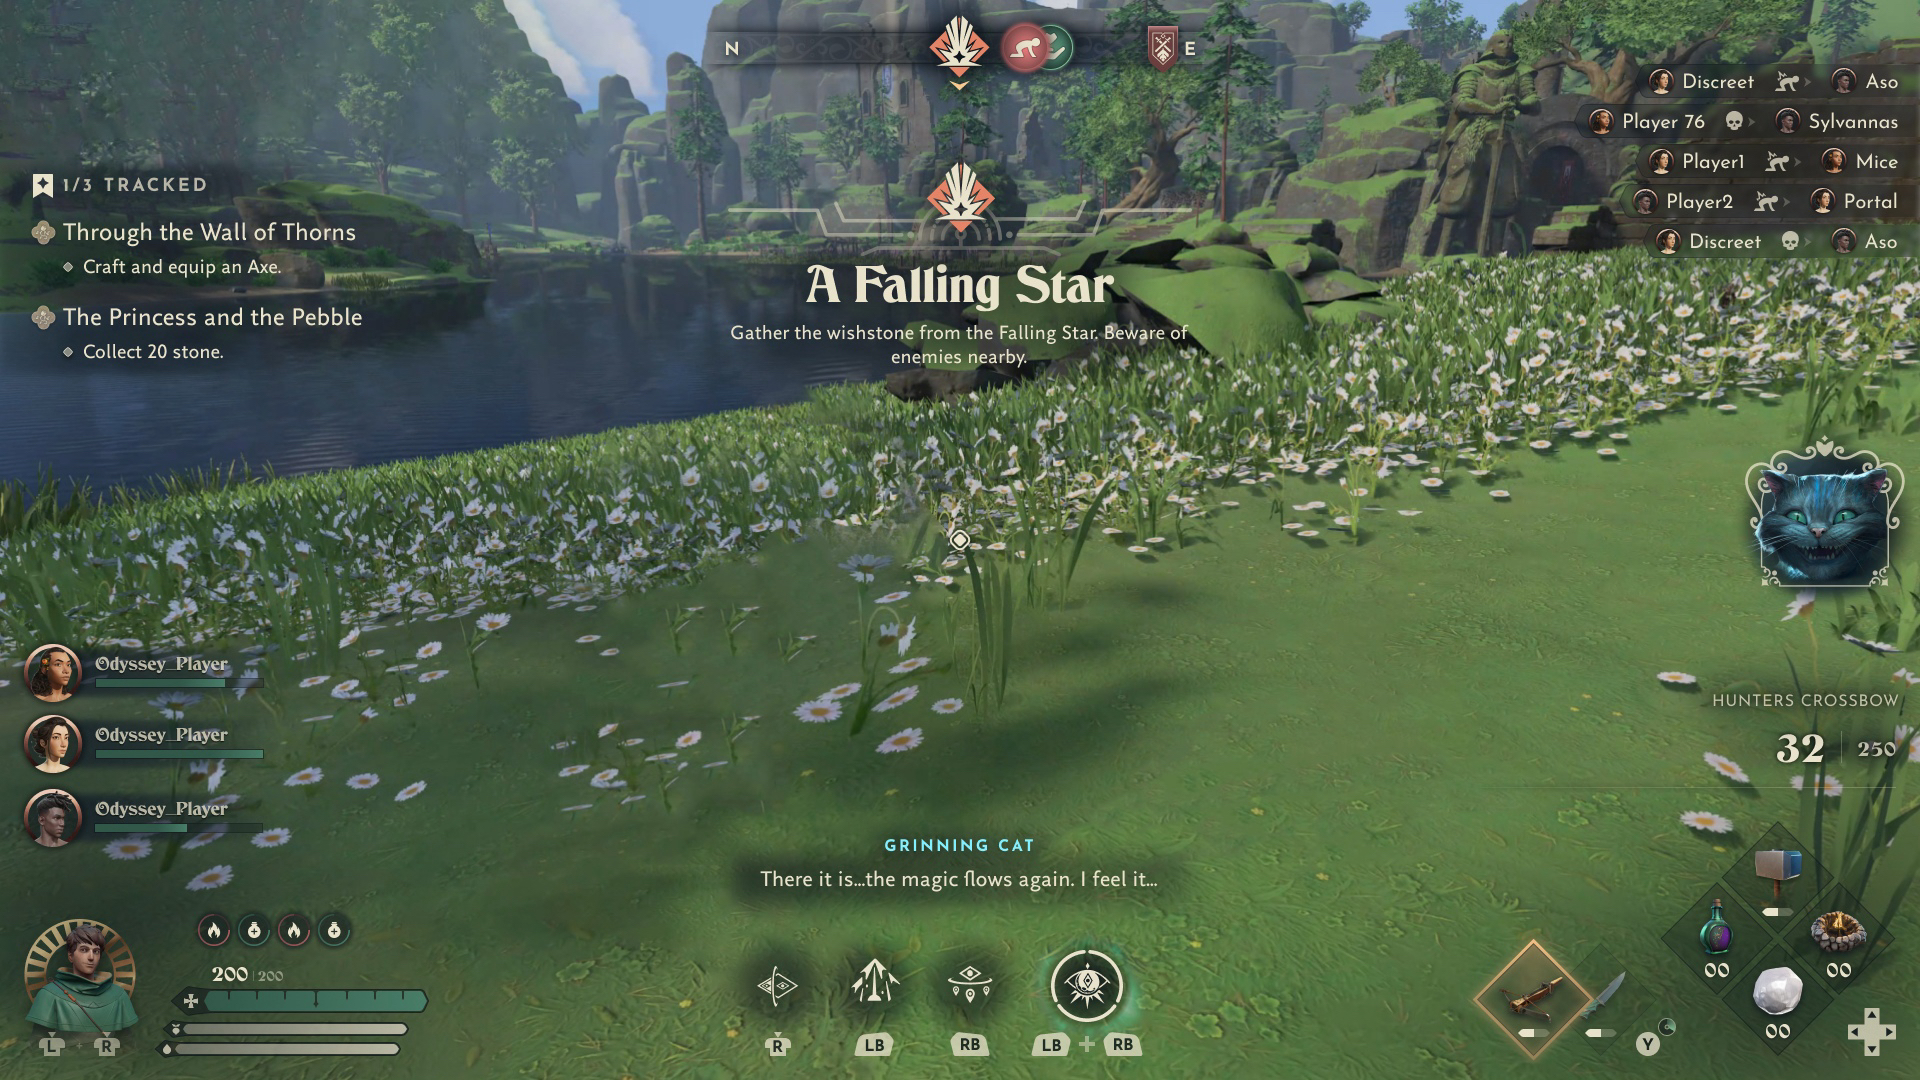 N
E
Discreet Aso
Player 76 Sylvannas
Player1 Mice
Player2 Portal
Discreet Aso
1/3 TRACKED
Through the Wall of Thorns
Craft and equip an Axe.
The Princess and the Pebble
Collect 20 stone.
A Falling Star
Gather the wishstone from the Falling Star. Beware of
enemies nearby.
Odyssey_Player
Odyssey_Player
Odyssey_Player
HUNTERS CROSSBOW
32 | 250
GRINNING CAT
There it is...the magic flows again. I feel it...
200 | 200
L + R
R
LB
RB
LB + RB
00
00
00
Y